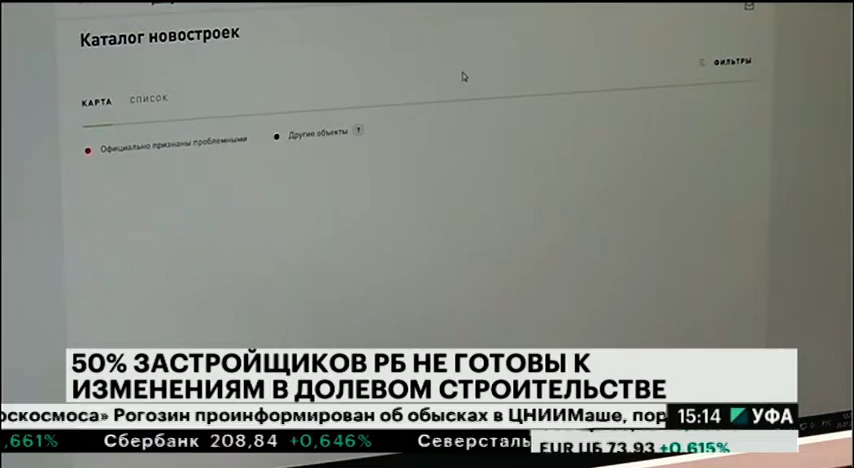 Каталог новостроек
ФИЛЬТРЫ
КАРТА СПИСОК
Официально признаны проблемными Другие объекты ?
50% ЗАСТРОЙЩИКОВ РБ НЕ ГОТОВЫ К
ИЗМЕНЕНИЯМ В ДОЛЕВОМ СТРОИТЕЛЬСТВЕ
оскосмоса» Рогозин проинформирован об обысках в ЦНИИМаше, пор 15:14 УФА
,661% Сбербанк 208,84 +0,646% Северсталь
EUR ЦБ 73,93 +0,615%